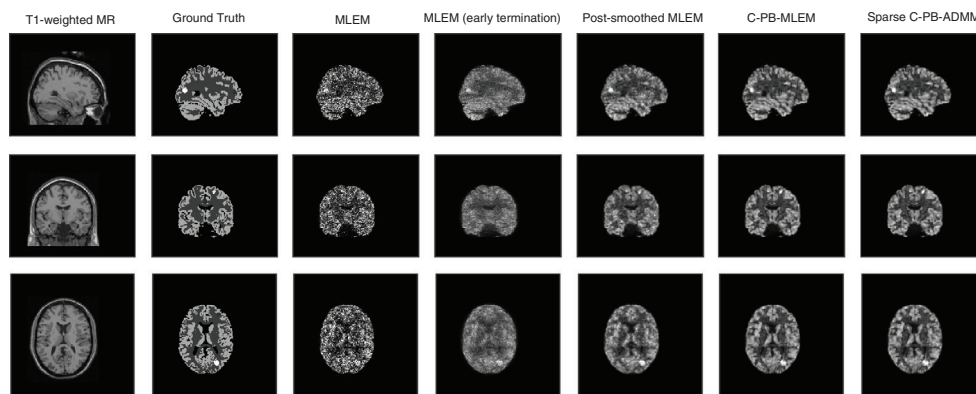 T1-weighted MR
Ground Truth
MLEM
MLEM (early termination)
Post-smoothed MLEM
C-PB-MLEM
Sparse C-PB-ADMM